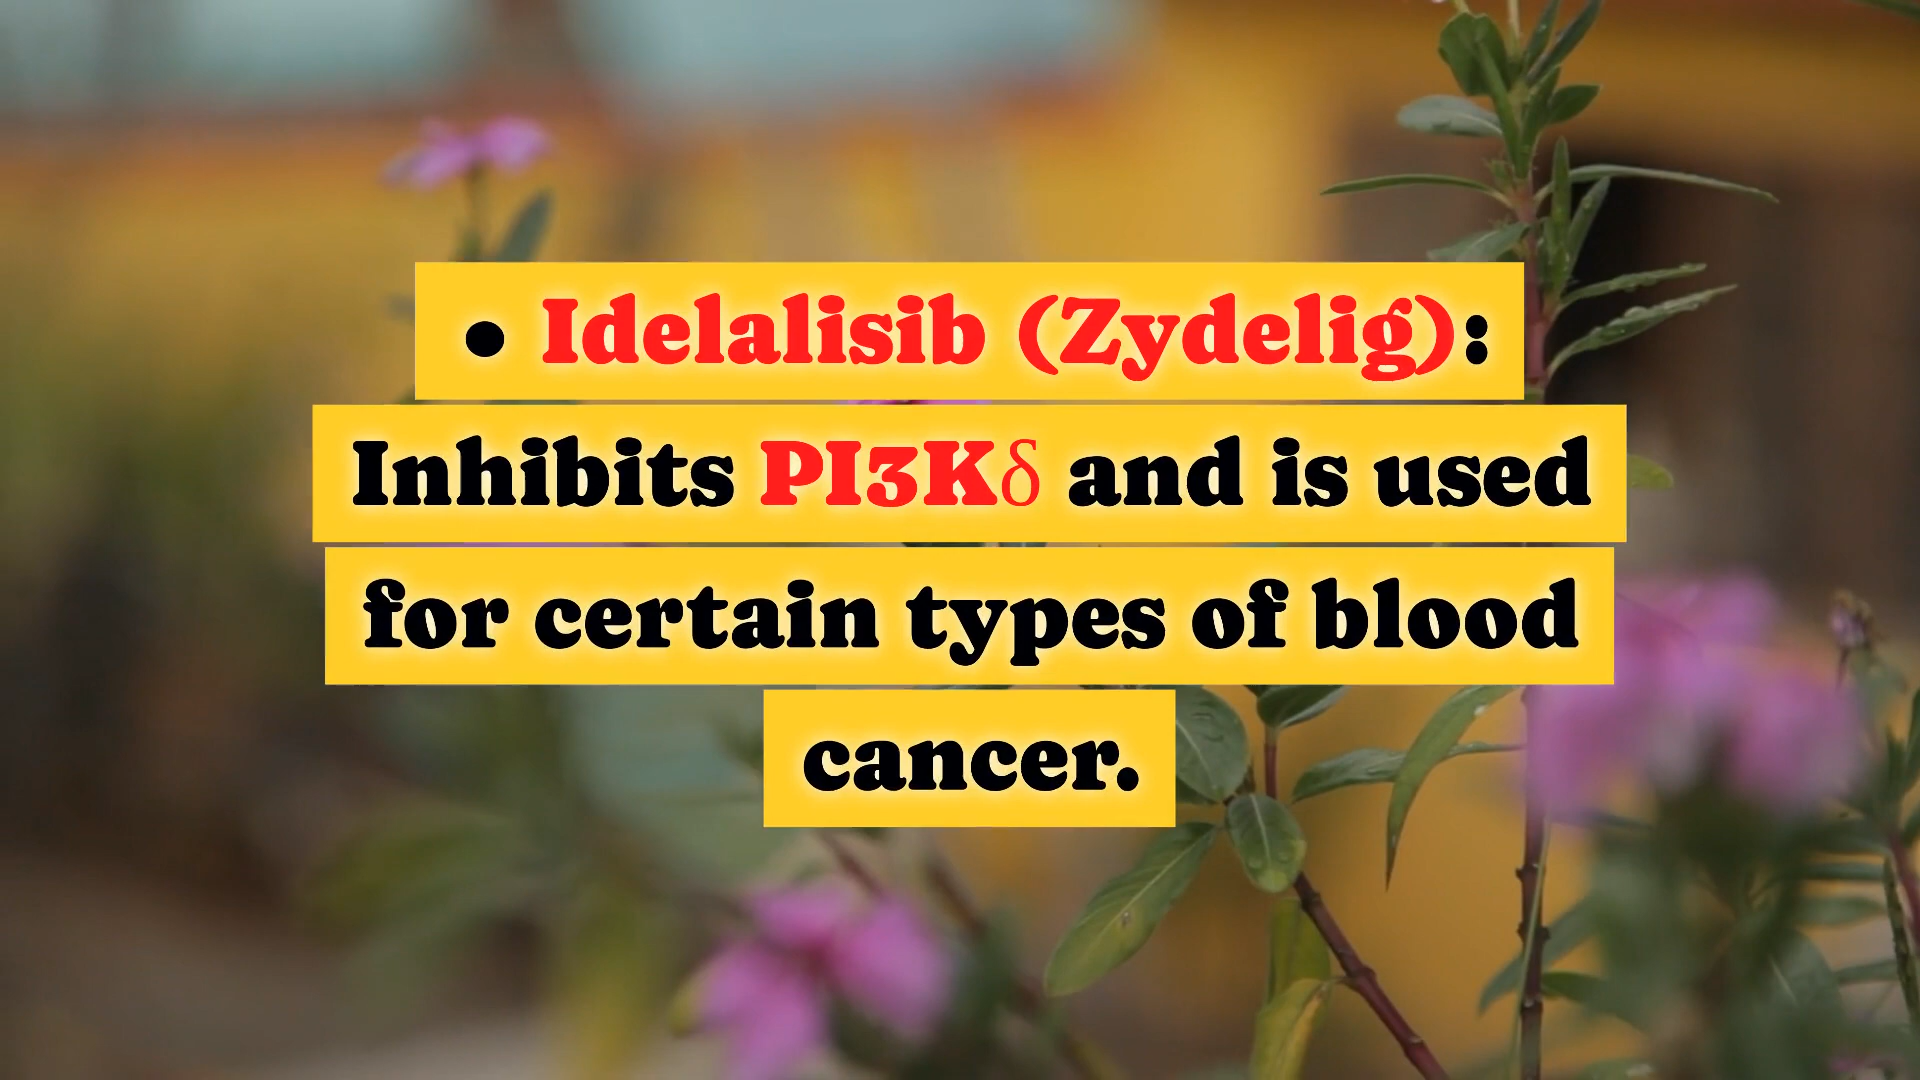 • Idelalisib (Zydelig):
Inhibits PI3Kδ and is used
for certain types of blood
cancer.